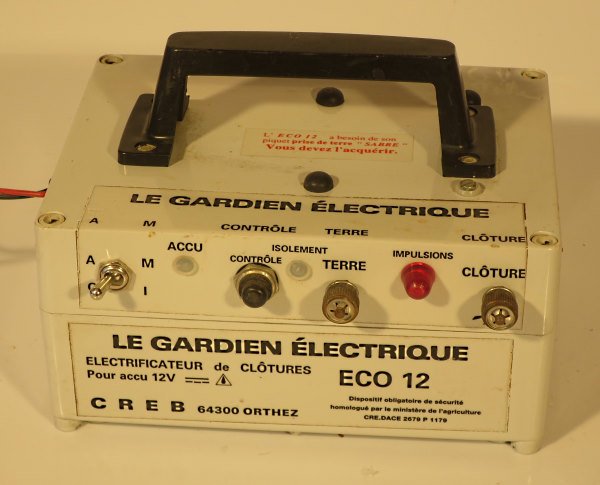 L' ECO 12 a besoin de son
piquet prise de terre " SABRE "
Vous devez l'acquérir.
LE GARDIEN ÉLECTRIQUE
A M CONTRÔLE TERRE CLÔTURE
ACCU ISOLEMENT IMPULSIONS
A M CONTRÔLE TERRE CLÔTURE
C I
LE GARDIEN ÉLECTRIQUE
ELECTRIFICATEUR de CLÔTURES
Pour accu 12V
ECO 12
C R E B 64300 ORTHEZ
Dispositif obligatoire de sécurité
homologué par le ministère de l'agriculture
CRE.DACE 2679 P 1179